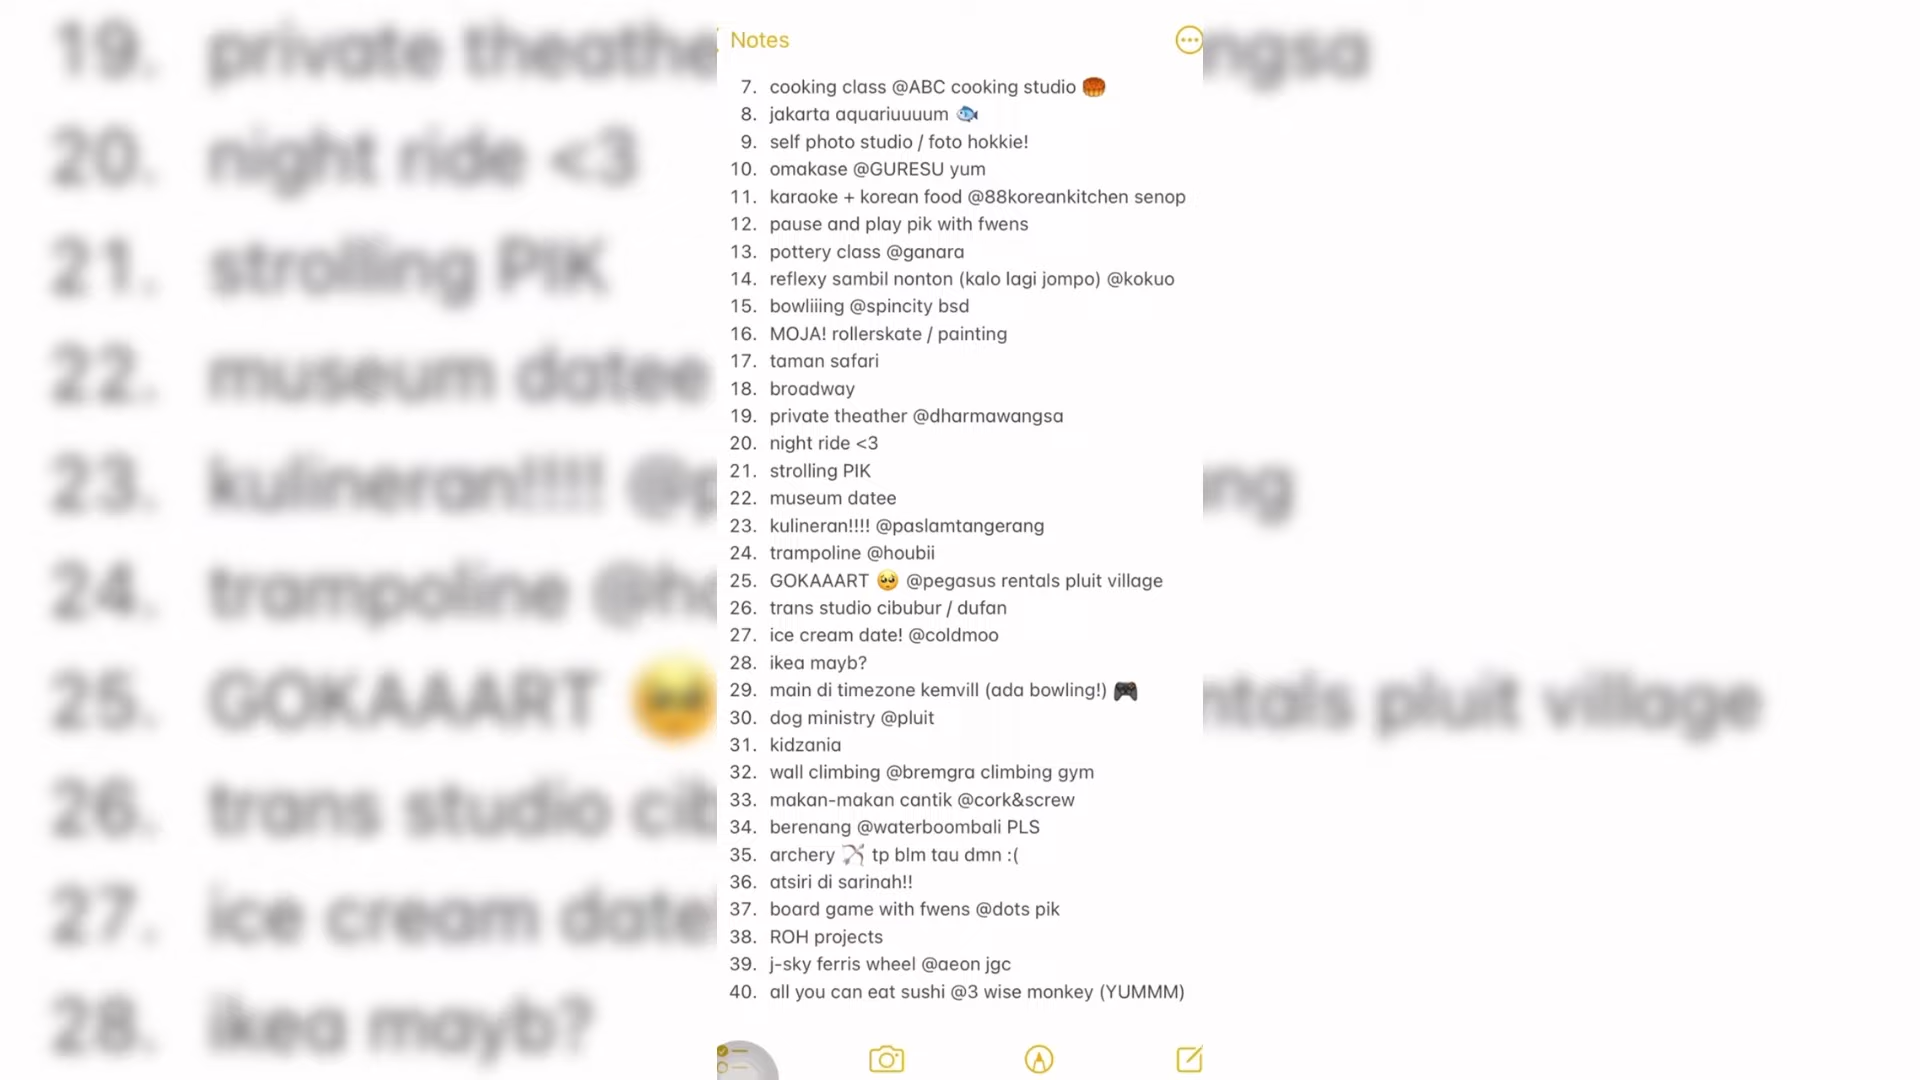 Notes
7. cooking class @ABC cooking studio 🥮
8. jakarta aquariuuuum 🐟
9. self photo studio / foto hokkie!
10. omakase @GURESU yum
11. karaoke + korean food @88koreankitchen senop
12. pause and play pik with fwens
13. pottery class @ganara
14. reflexy sambil nonton (kalo lagi jompo) @kokuo
15. bowliiing @spincity bsd
16. MOJA! rollerskate / painting
17. taman safari
18. broadway
19. private theather @dharmawangsa
20. night ride <3
21. strolling PIK
22. museum datee
23. kulineran!!!! @paslamtangerang
24. trampoline @houbii
25. GOKAAART 🥺 @pegasus rentals pluit village
26. trans studio cibubur / dufan
27. ice cream date! @coldmoo
28. ikea mayb?
29. main di timezone kemvill (ada bowling!) 🎮
30. dog ministry @pluit
31. kidzania
32. wall climbing @bremgra climbing gym
33. makan-makan cantik @cork&screw
34. berenang @waterboombali PLS
35. archery 🏹 tp blm tau dmn :(
36. atsiri di sarinah!!
37. board game with fwens @dots pik
38. ROH projects
39. j-sky ferris wheel @aeon jgc
40. all you can eat sushi @3 wise monkey (YUMMM)